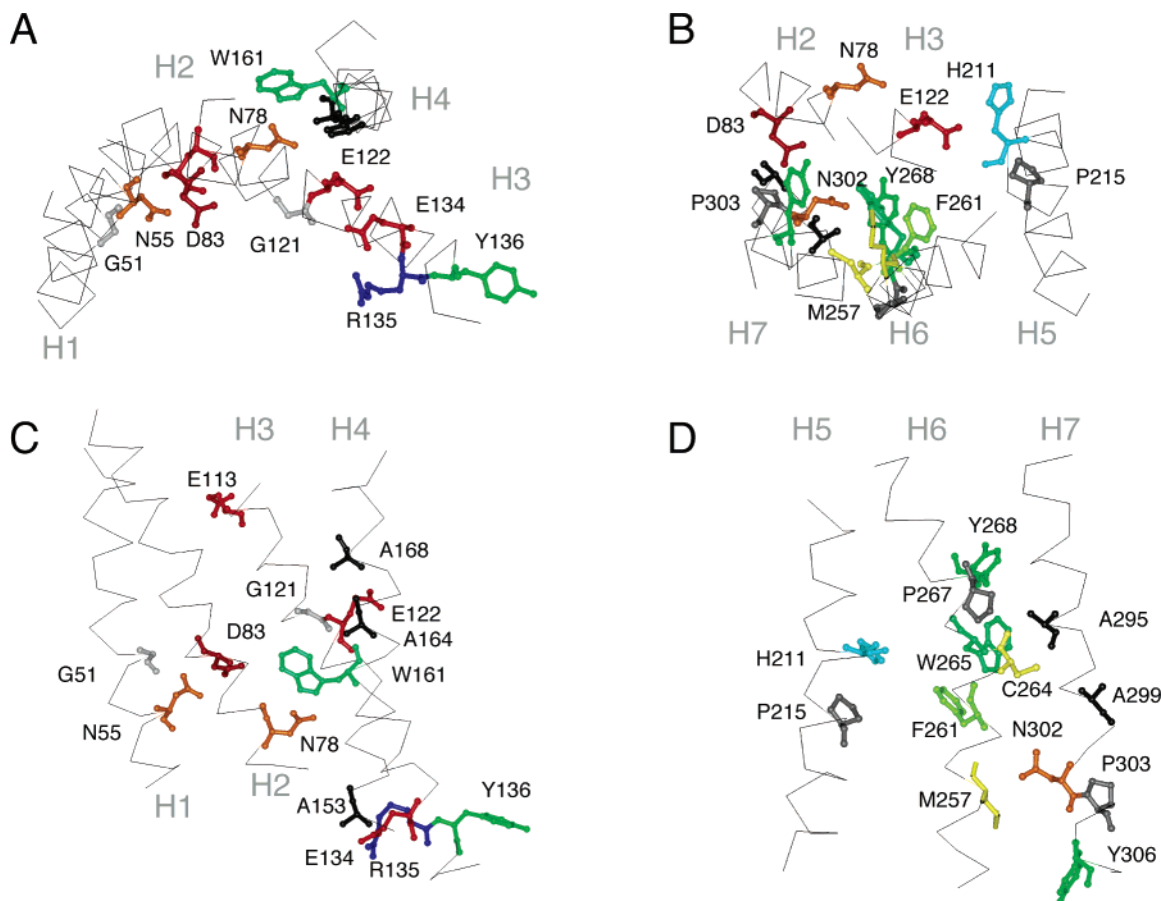 A
W161
H2
H4
N78
E122
H3
E134
N55
D83
G121
Y136
G51
R135
H1
B
H2
N78
H3
H211
E122
D83
N302
Y268
P215
P303
F261
M257
H7
H6
H5
C
H3
H4
E113
A168
G121
E122
D83
A164
G51
W161
N55
N78
H2
H1
A153
Y136
E134
R135
D
H5
H6
H7
Y268
P267
A295
H211
W265
C264
A299
P215
F261
N302
P303
M257
Y306